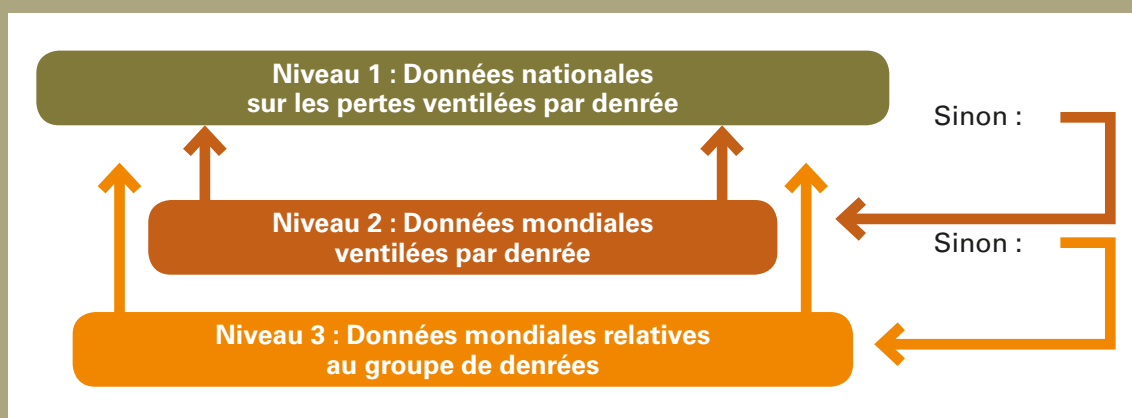 Niveau 1 : Données nationales
sur les pertes ventilées par denrée
Sinon :
Niveau 2 : Données mondiales
ventilées par denrée
Sinon :
Niveau 3 : Données mondiales relatives
au groupe de denrées